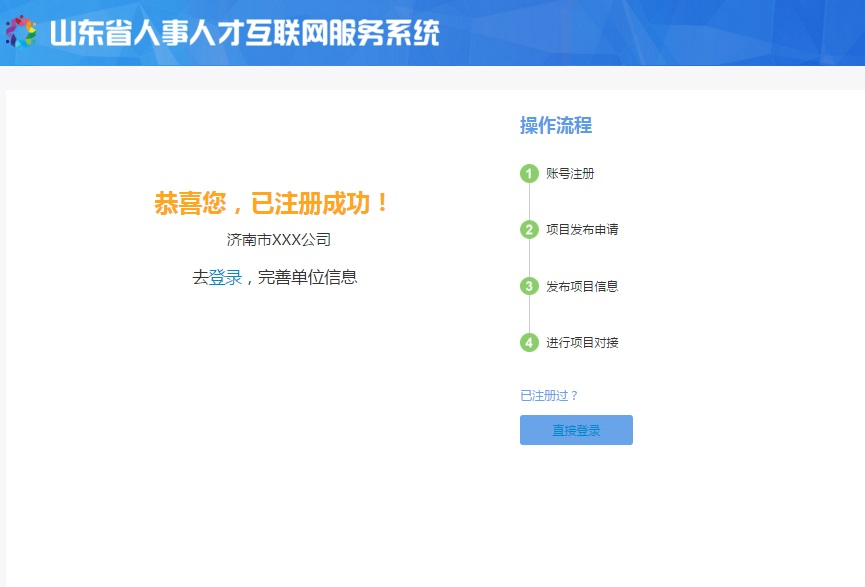 山东省人事人才互联网服务系统
恭喜您，已注册成功！
济南市XXX公司
去登录，完善单位信息
操作流程
1 账号注册
2 项目发布申请
3 发布项目信息
4 进行项目对接
已注册过？
直接登录